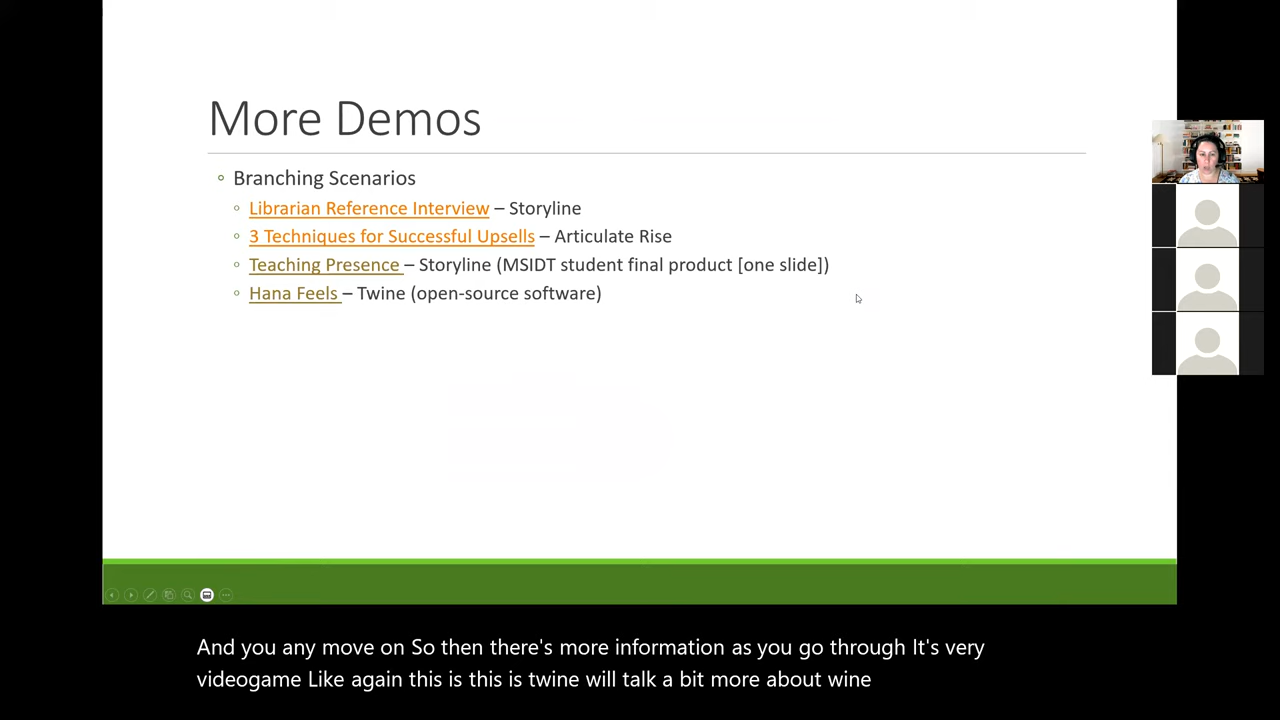 More Demos
Branching Scenarios
Librarian Reference Interview – Storyline
3 Techniques for Successful Upsells – Articulate Rise
Teaching Presence – Storyline (MSIDT student final product [one slide])
Hana Feels – Twine (open-source software)
And you any move on So then there's more information as you go through It's very
videogame Like again this is this is twine will talk a bit more about wine